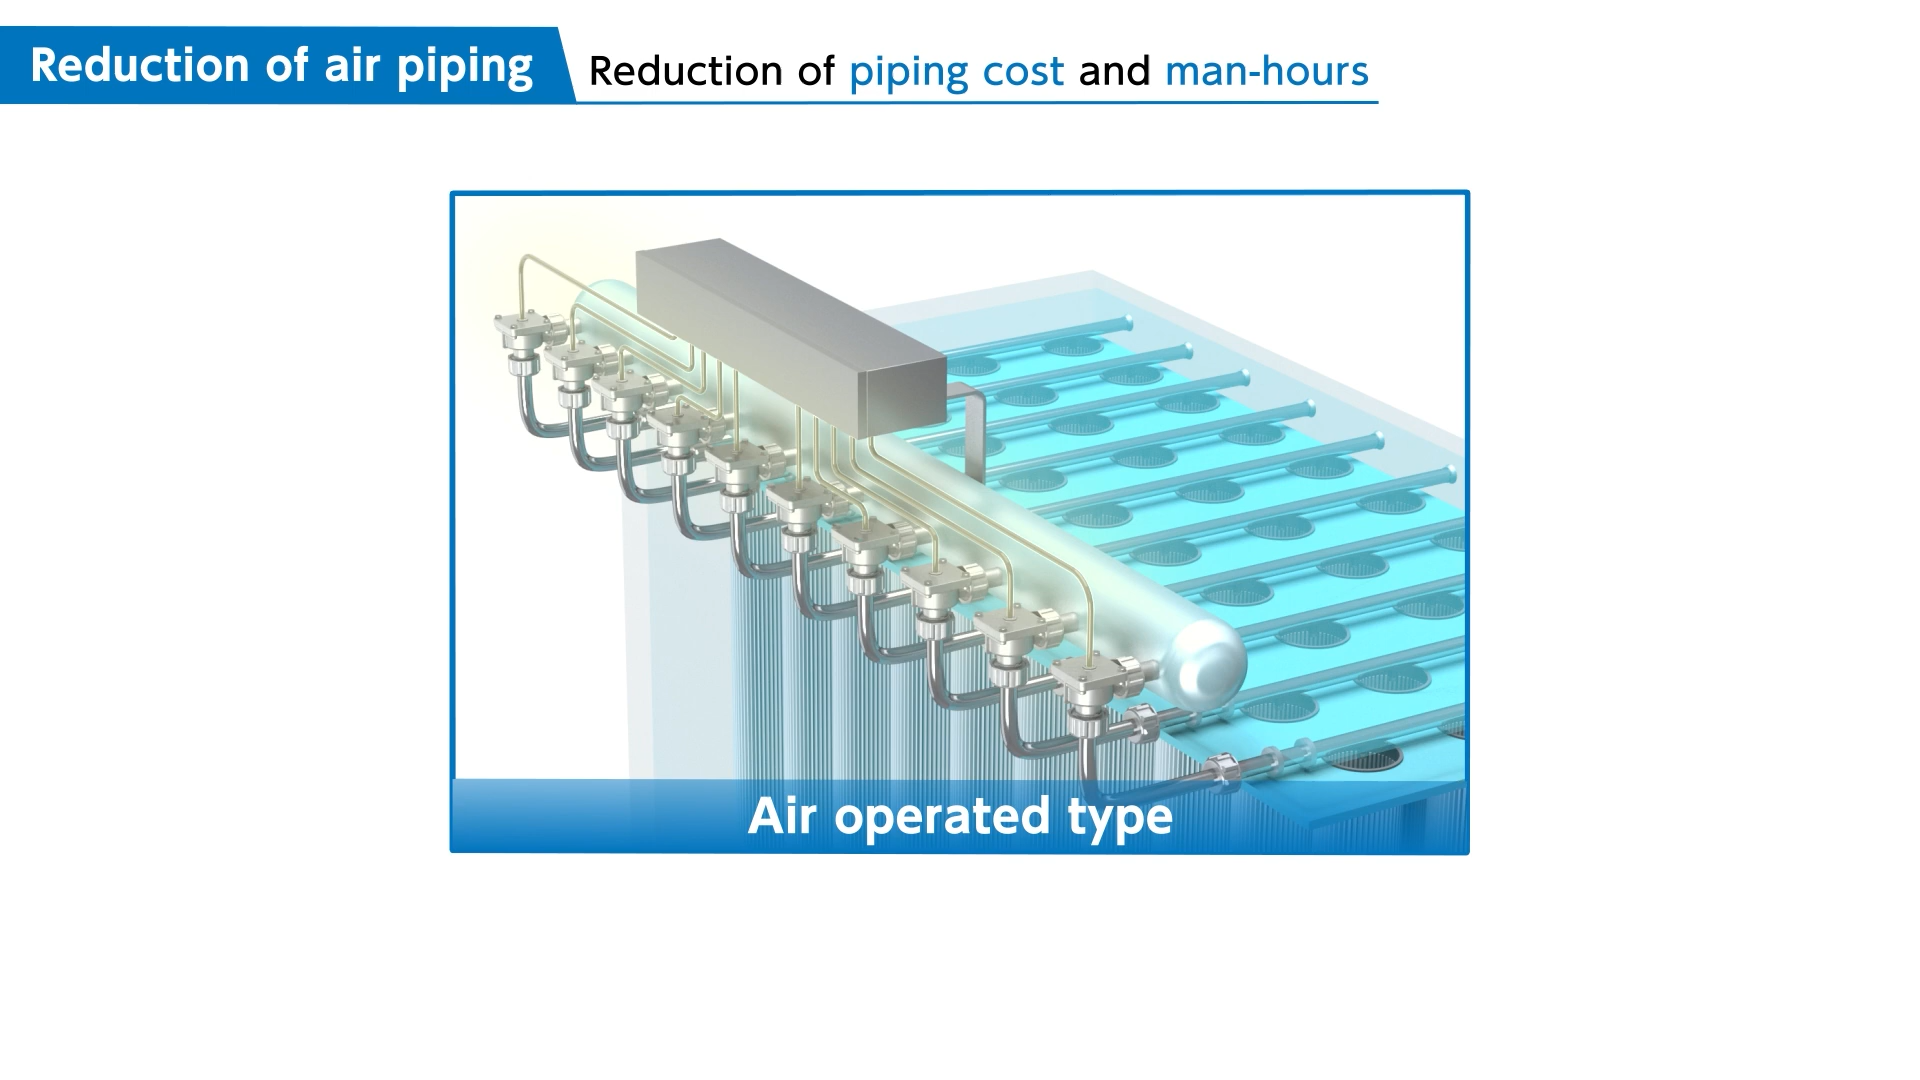 Reduction of air piping
Reduction of piping cost and man-hours
Air operated type